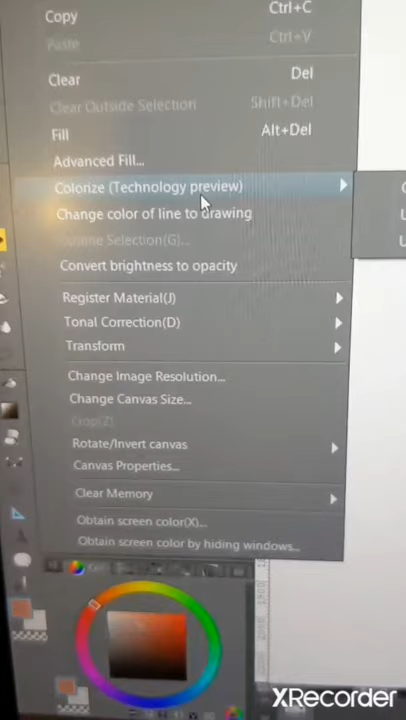 Copy Ctrl+C
Paste Ctrl+V
Clear Del
Clear Outside Selection Shift+Del
Fill Alt+Del
Advanced Fill...
Colorize (Technology preview)
Change color of line to drawing
Selection(G)...
Convert brightness to opacity
Register Material(J)
Tonal Correction(D)
Transform
Change Image Resolution...
Change Canvas Size...
Crop(Z)
Rotate/Invert canvas
Canvas Properties...
Clear Memory
Obtain screen color(X)...
Obtain screen color by hiding windows...
XRecorder